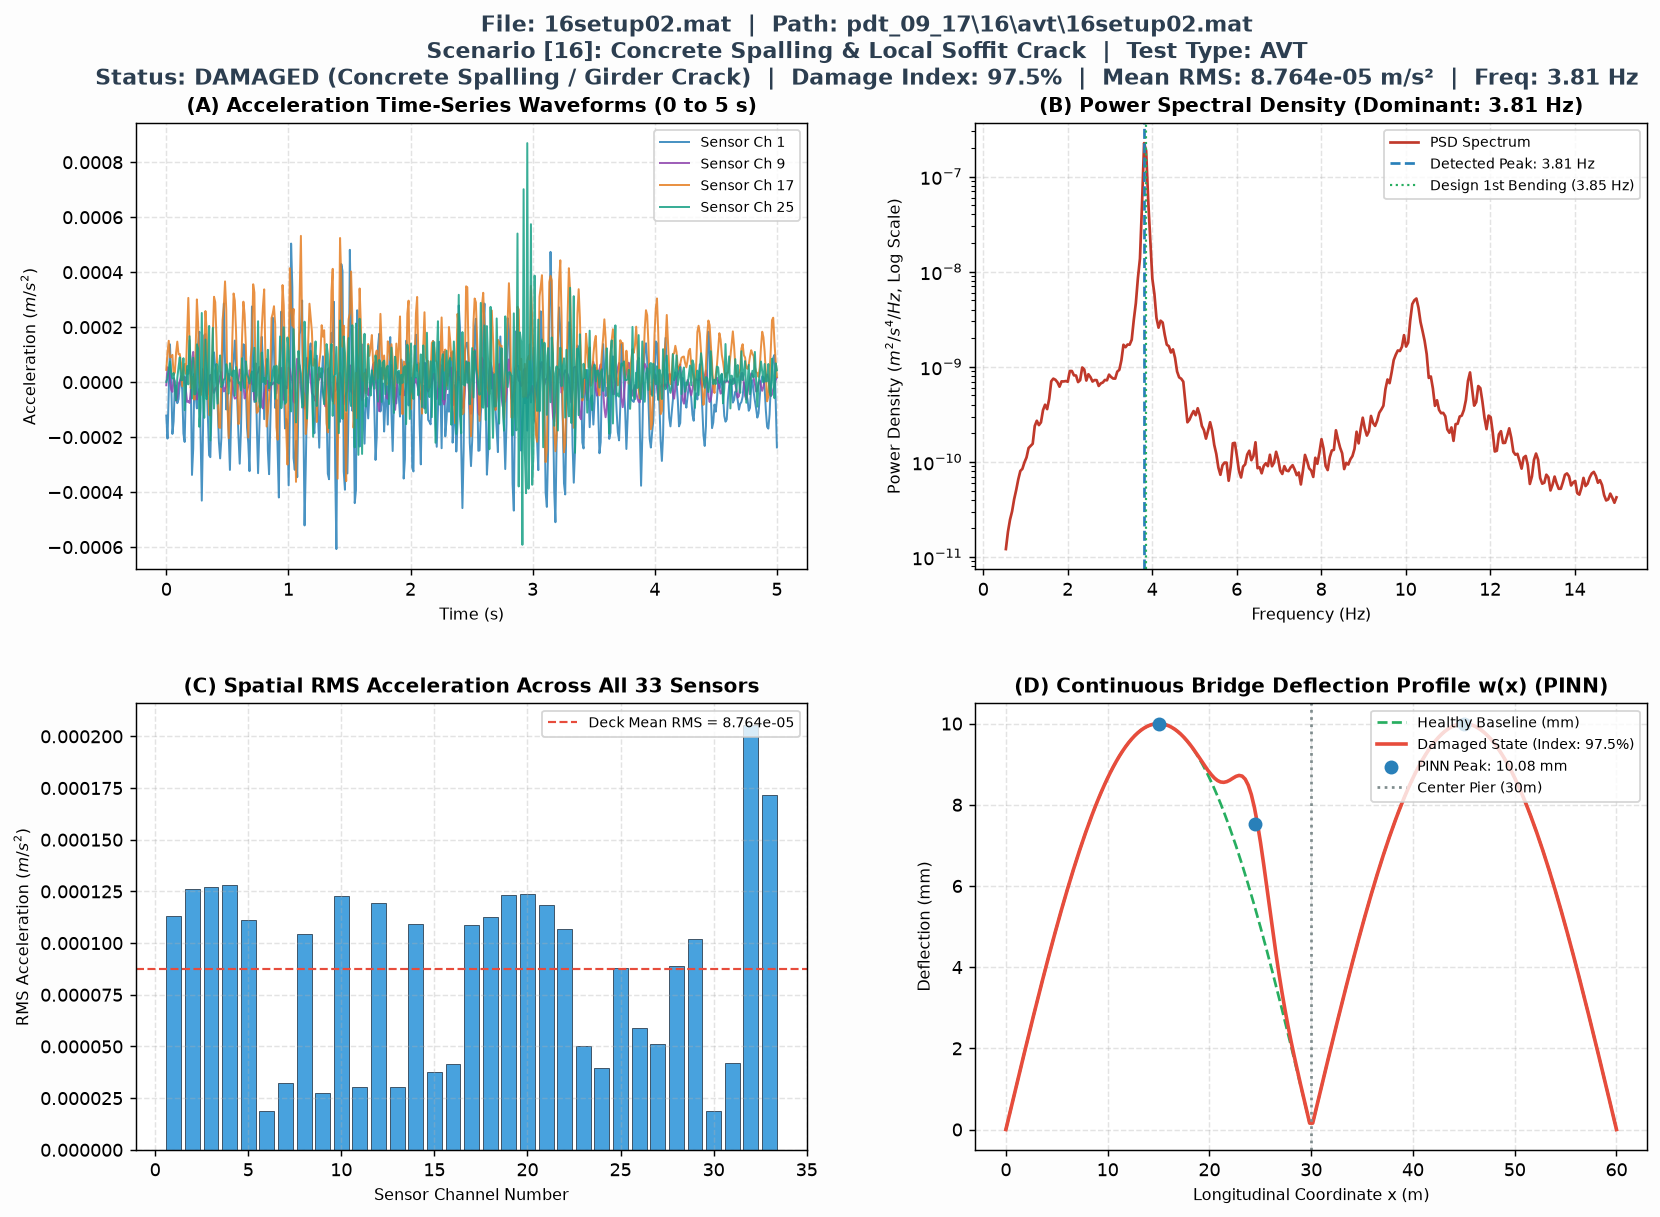 File: 16setup02.mat  |  Path: pdt_09_17\16\avt\16setup02.mat
Scenario [16]: Concrete Spalling & Local Soffit Crack  |  Test Type: AVT
Status: DAMAGED (Concrete Spalling / Girder Crack)  |  Damage Index: 97.5%  |  Mean RMS: 8.764e-05 m/s²  |  Freq: 3.81 Hz
(A) Acceleration Time-Series Waveforms (0 to 5 s)
Sensor Ch 1
Sensor Ch 9
Sensor Ch 17
Sensor Ch 25
0.0008
0.0006
0.0004
0.0002
0.0000
−0.0002
−0.0004
−0.0006
Acceleration (m/s²)
0 1 2 3 4 5
Time (s)
(B) Power Spectral Density (Dominant: 3.81 Hz)
PSD Spectrum
Detected Peak: 3.81 Hz
Design 1st Bending (3.85 Hz)
10⁻⁷
10⁻⁸
10⁻⁹
10⁻¹⁰
10⁻¹¹
Power Density (m²/s⁴/Hz, Log Scale)
0 2 4 6 8 10 12 14
Frequency (Hz)
(C) Spatial RMS Acceleration Across All 33 Sensors
Deck Mean RMS = 8.764e-05
0.000200
0.000175
0.000150
0.000125
0.000100
0.000075
0.000050
0.000025
0.000000
RMS Acceleration (m/s²)
0 5 10 15 20 25 30 35
Sensor Channel Number
(D) Continuous Bridge Deflection Profile w(x) (PINN)
Healthy Baseline (mm)
Damaged State (Index: 97.5%)
PINN Peak: 10.08 mm
Center Pier (30m)
10
8
6
4
2
0
Deflection (mm)
0 10 20 30 40 50 60
Longitudinal Coordinate x (m)